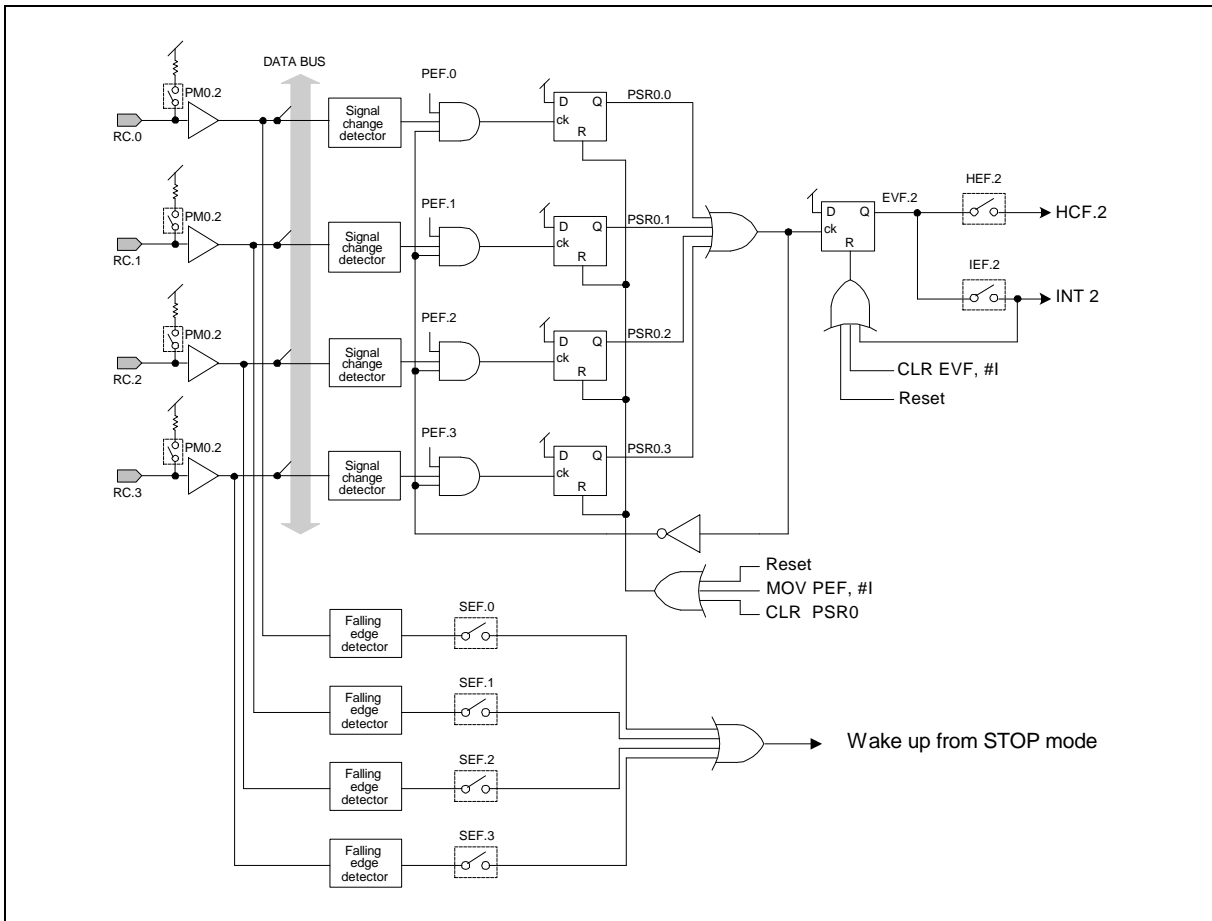 DATA BUS
PM0.2
RC.0
Signal
change
detector
PEF.0
D
Q
ck
R
PSR0.0
PM0.2
RC.1
Signal
change
detector
PEF.1
D
Q
ck
R
PSR0.1
PM0.2
RC.2
Signal
change
detector
PEF.2
D
Q
ck
R
PSR0.2
PM0.2
RC.3
Signal
change
detector
PEF.3
D
Q
ck
R
PSR0.3
D
Q
ck
R
EVF.2
HEF.2
HCF.2
IEF.2
INT 2
CLR EVF, #I
Reset
Reset
MOV PEF, #I
CLR PSR0
Falling
edge
detector
SEF.0
Falling
edge
detector
SEF.1
Falling
edge
detector
SEF.2
Falling
edge
detector
SEF.3
Wake up from STOP mode